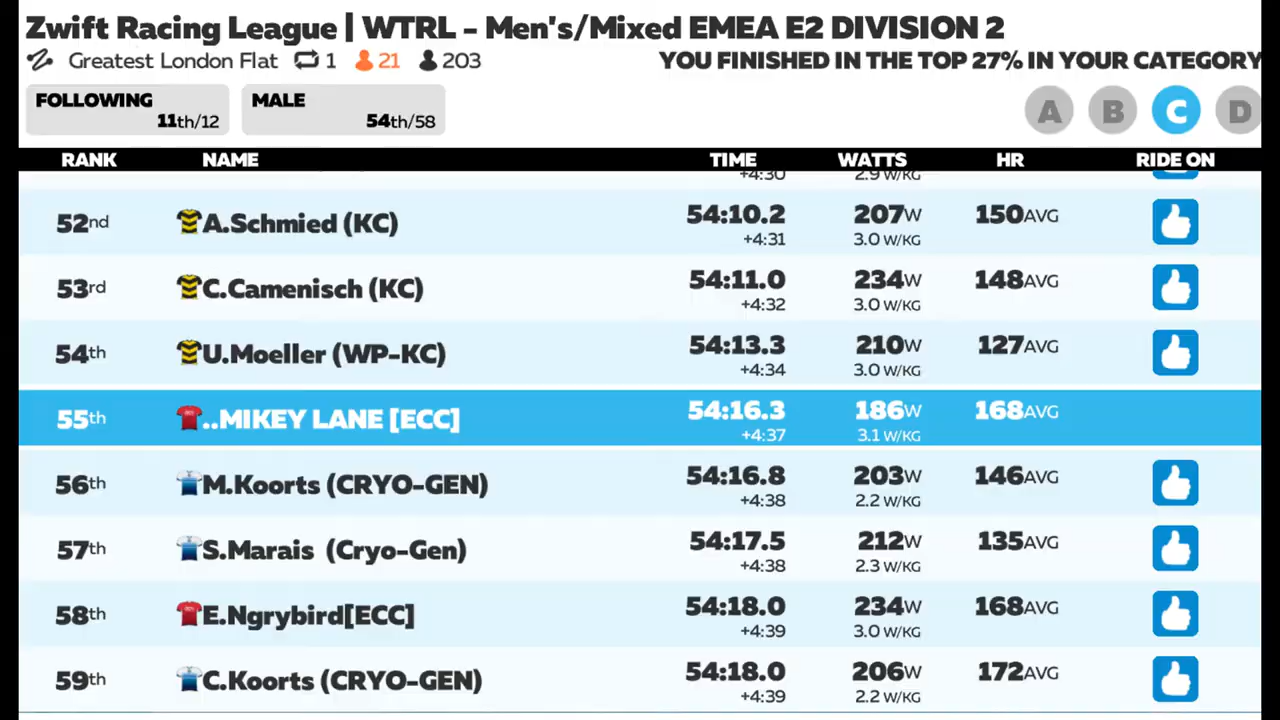 Zwift Racing League | WTRL - Men's/Mixed EMEA E2 DIVISION 2
Greatest London Flat 1 21 203 YOU FINISHED IN THE TOP 27% IN YOUR CATEGORY
FOLLOWING 11th/12 MALE 54th/58 A B C D
RANK NAME TIME WATTS HR RIDE ON
+4:30 2.9 W/KG
52nd A.Schmied (KC) 54:10.2 207W 150AVG
+4:31 3.0 W/KG
53rd C.Camenisch (KC) 54:11.0 234W 148AVG
+4:32 3.0 W/KG
54th U.Moeller (WP-KC) 54:13.3 210W 127AVG
+4:34 3.0 W/KG
55th ..MIKEY LANE [ECC] 54:16.3 186W 168AVG
+4:37 3.1 W/KG
56th M.Koorts (CRYO-GEN) 54:16.8 203W 146AVG
+4:38 2.2 W/KG
57th S.Marais (Cryo-Gen) 54:17.5 212W 135AVG
+4:38 2.3 W/KG
58th E.Ngrybird[ECC] 54:18.0 234W 168AVG
+4:39 3.0 W/KG
59th C.Koorts (CRYO-GEN) 54:18.0 206W 172AVG
+4:39 2.2 W/KG